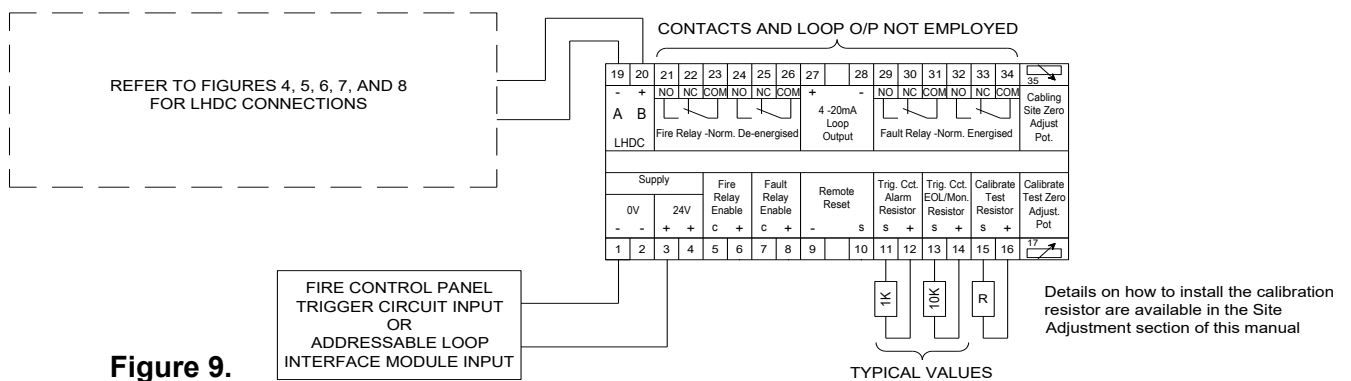 CONTACTS AND LOOP O/P NOT EMPLOYED
REFER TO FIGURES 4, 5, 6, 7, AND 8
FOR LHDC CONNECTIONS
19 20 21 22 23 24 25 26 27 28 29 30 31 32 33 34 35
- + NO NC COM NO NC COM + - NO NC COM NO NC COM
A B
LHDC
Fire Relay -Norm. De-energised
4 -20mA
Loop
Output
Fault Relay -Norm. Energised
Cabling
Site Zero
Adjust
Pot.
Supply
0V 24V
- - + +
Fire
Relay
Enable
c +
Fault
Relay
Enable
c +
Remote
Reset
- s
Trig. Cct.
Alarm
Resistor
s +
Trig. Cct.
EOL/Mon.
Resistor
s +
Calibrate
Test
Resistor
s +
Calibrate
Test Zero
Adjust.
Pot
1 2 3 4 5 6 7 8 9 10 11 12 13 14 15 16 17
FIRE CONTROL PANEL
TRIGGER CIRCUIT INPUT
OR
ADDRESSABLE LOOP
INTERFACE MODULE INPUT
1K 10K R
Details on how to install the calibration
resistor are available in the Site
Adjustment section of this manual
TYPICAL VALUES
Figure 9.